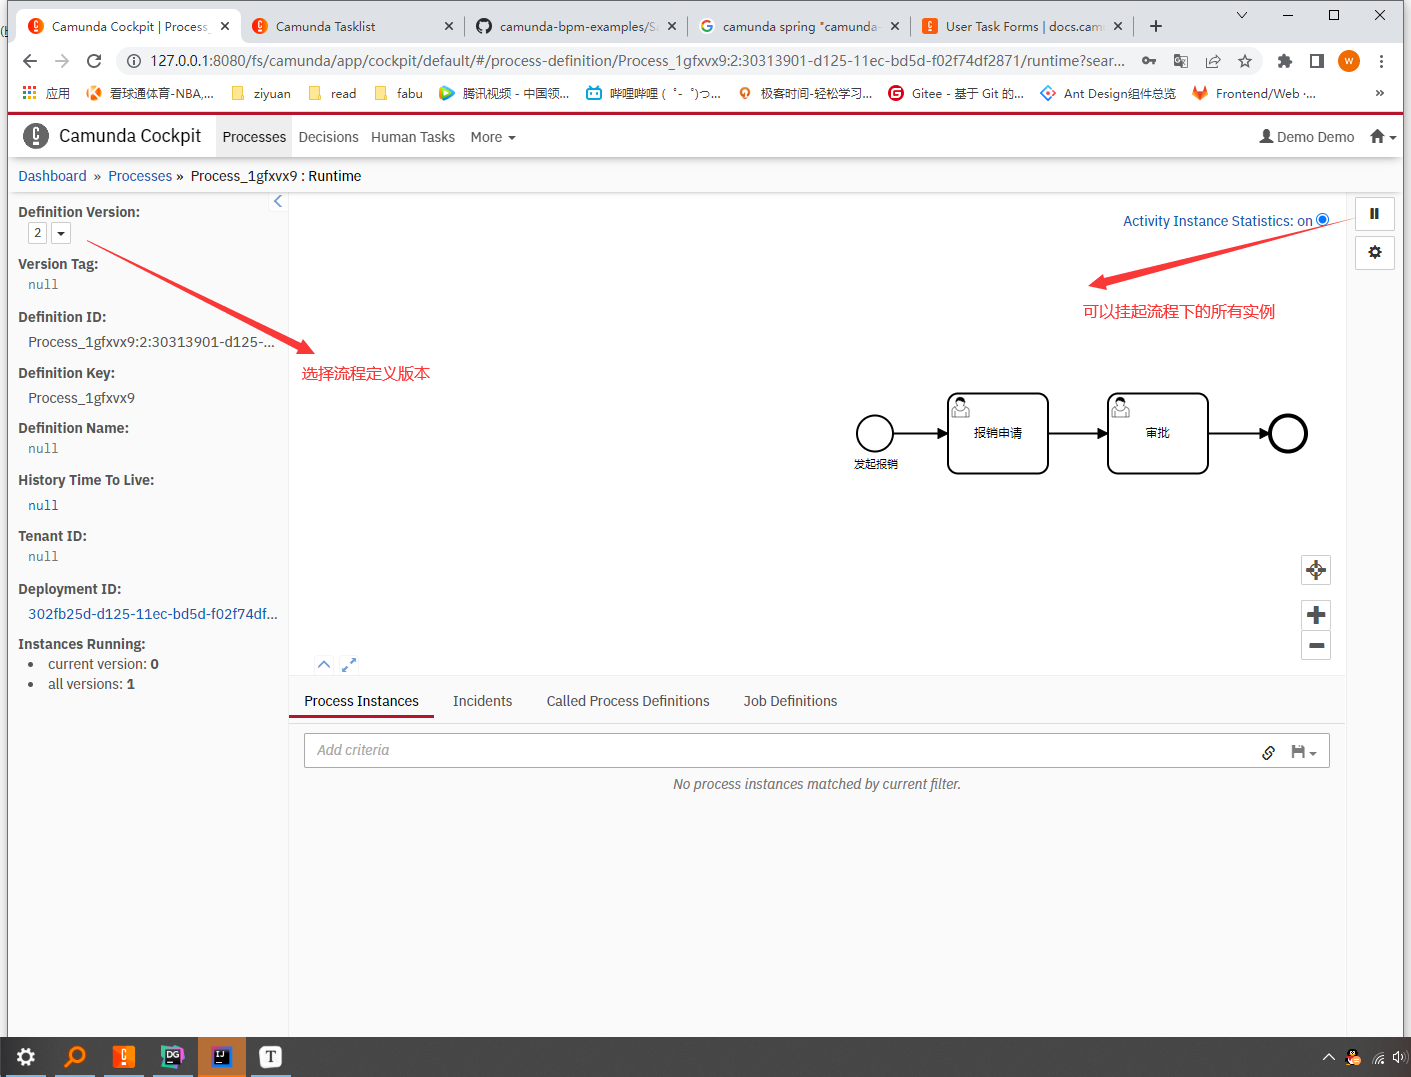 Camunda Cockpit | Process_
Camunda Tasklist
camunda-bpm-examples/S
camunda spring "camunda-
User Task Forms | docs.cam
127.0.0.1:8080/fs/camunda/app/cockpit/default/#/process-definition/Process_1gfxvx9:2:30313901-d125-11ec-bd5d-f02f74df2871/runtime?sear...
W
应用
看球通体育-NBA,...
ziyuan
read
fabu
腾讯视频 - 中国领...
哔哩哔哩 ( ゜- ゜)つ...
极客时间-轻松学习...
Gitee - 基于 Git 的...
Ant Design组件总览
Frontend/Web ·...
»
Camunda Cockpit
Processes
Decisions
Human Tasks
More
Demo Demo
Dashboard » Processes » Process_1gfxvx9 : Runtime
Definition Version:
2
Version Tag:
null
Definition ID:
Process_1gfxvx9:2:30313901-d125-...
Definition Key:
Process_1gfxvx9
Definition Name:
null
History Time To Live:
null
Tenant ID:
null
Deployment ID:
302fb25d-d125-11ec-bd5d-f02f74df...
Instances Running:
current version: 0
all versions: 1
Activity Instance Statistics: on
可以挂起流程下的所有实例
选择流程定义版本
发起报销
报销申请
审批
Process Instances
Incidents
Called Process Definitions
Job Definitions
Add criteria
No process instances matched by current filter.
DG
IJ
T